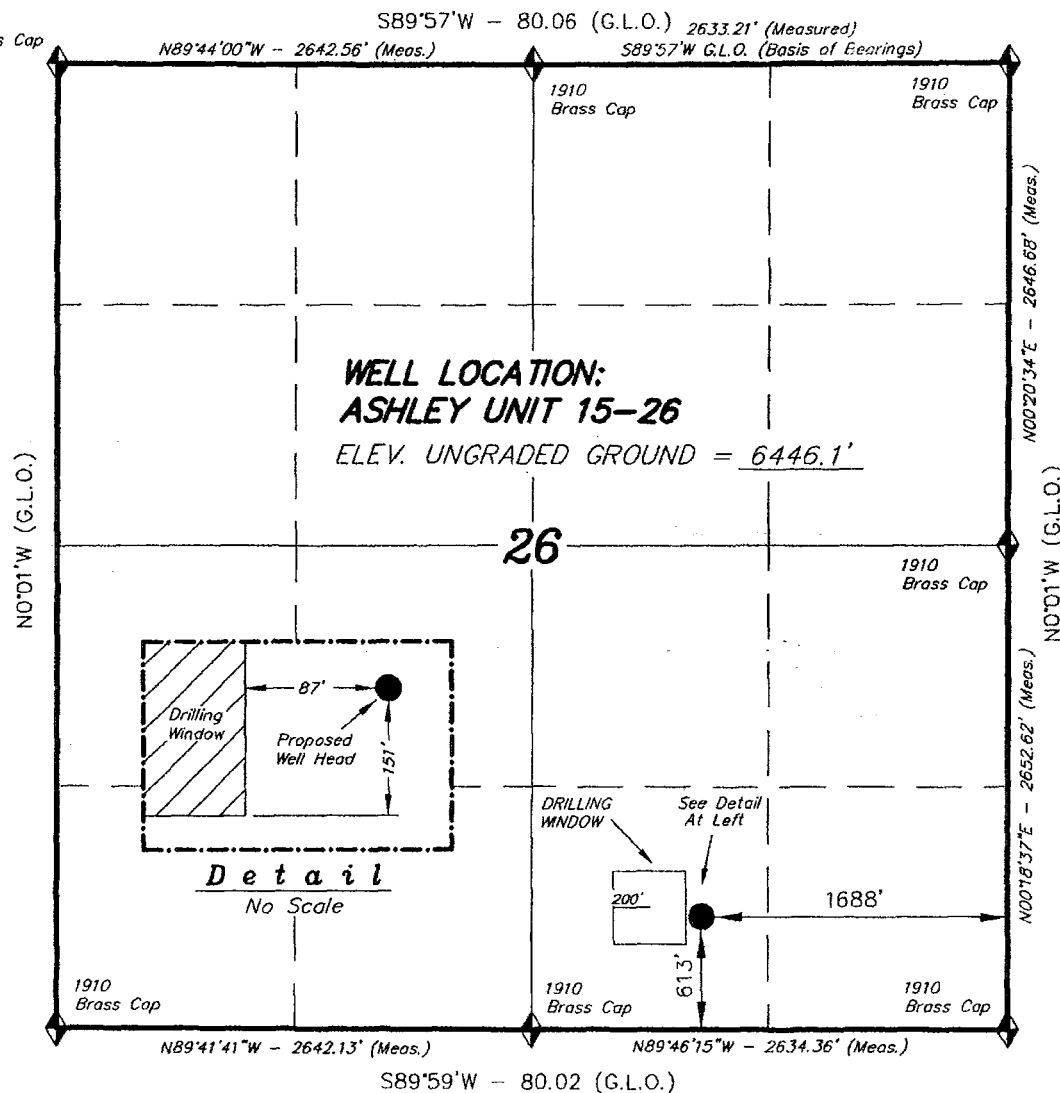 S89°57'W - 80.06 (G.L.O.)
2633.21' (Measured)
s Cap
N89°44'00"W - 2642.56' (Meas.)
S89°57'W G.L.O. (Basis of Bearings)
1910
Brass Cap
1910
Brass Cap
N00°20'34"E - 2646.68' (Meas.)
WELL LOCATION:
ASHLEY UNIT 15-26
ELEV. UNGRADED GROUND = 6446.1'
N0°01'W (G.L.O.)
26
1910
Brass Cap
N0°01'W (G.L.O.)
87'
Drilling
Window
Proposed
Well Head
151'
N00°18'37"E - 2652.62' (Meas.)
DRILLING
WINDOW
See Detail
At Left
Detail
No Scale
200'
1688'
613'
1910
Brass Cap
1910
Brass Cap
1910
Brass Cap
N89°41'41"W - 2642.13' (Meas.)
N89°46'15"W - 2634.36' (Meas.)
S89°59'W - 80.02 (G.L.O.)